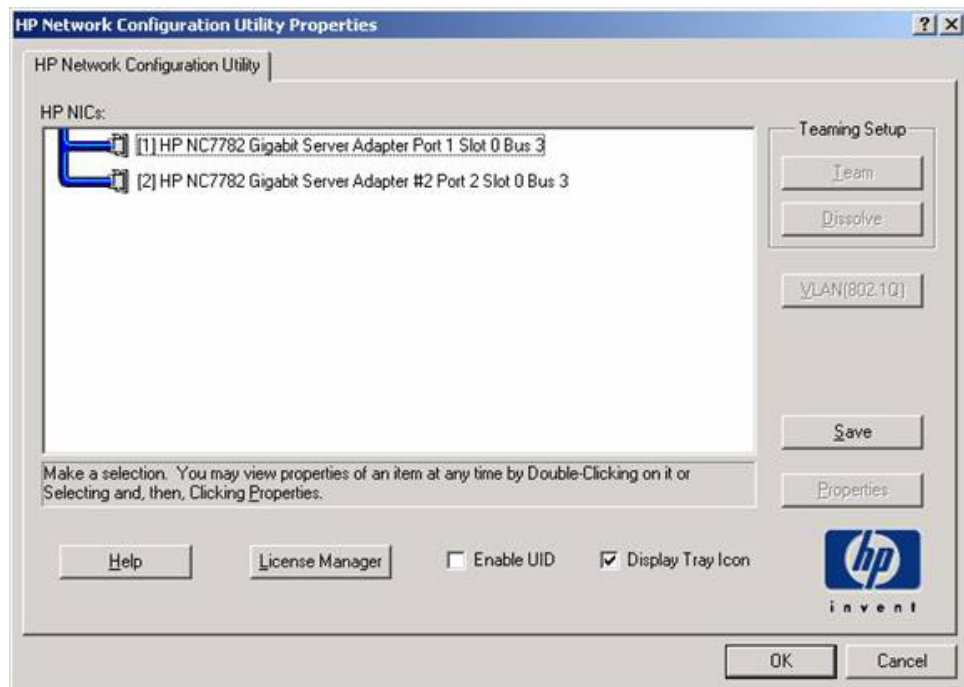 HP Network Configuration Utility Properties
HP Network Configuration Utility
HP NICs:
[1] HP NC7782 Gigabit Server Adapter Port 1 Slot 0 Bus 3
[2] HP NC7782 Gigabit Server Adapter #2 Port 2 Slot 0 Bus 3
Teaming Setup
Team
Dissolve
VLAN(802.1Q)
Save
Make a selection. You may view properties of an item at any time by Double-Clicking on it or
Selecting and, then, Clicking Properties.
Properties
Help
License Manager
Enable UID
Display Tray Icon
hp
invent
OK
Cancel